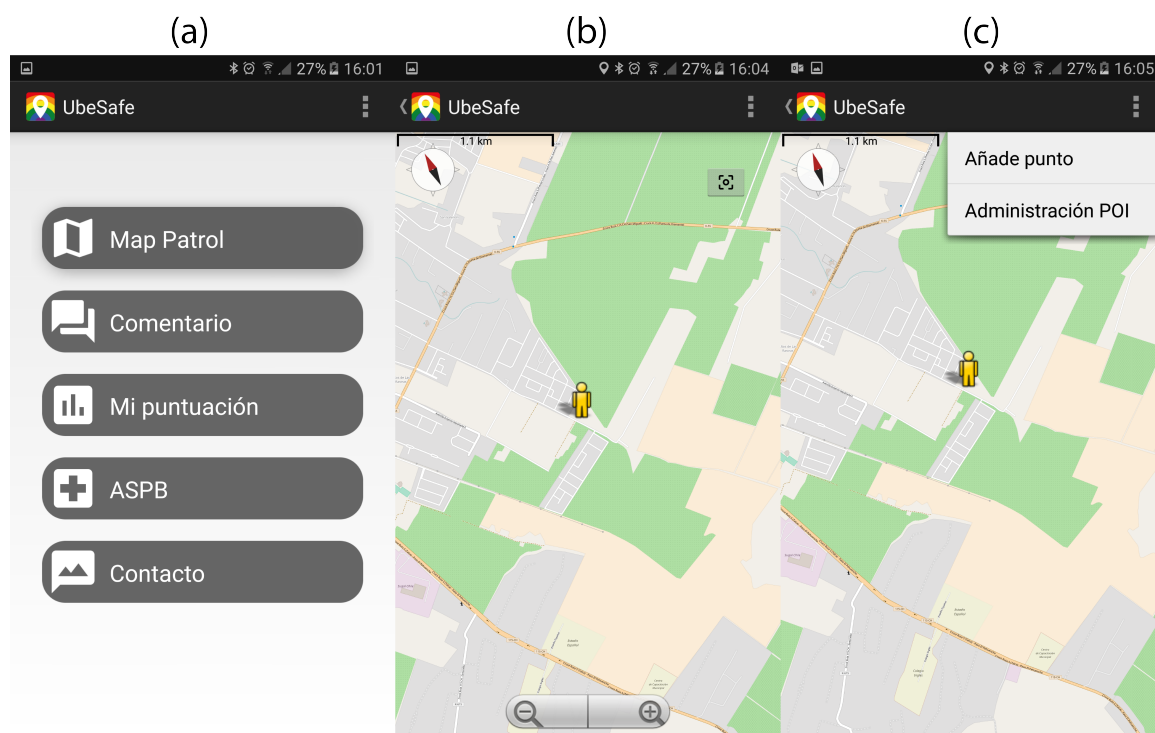 (a)
(b)
(c)
27% 16:01
27% 16:04
27% 16:05
UbeSafe
UbeSafe
UbeSafe
Map Patrol
Comentario
Mi puntuación
ASPB
Contacto
1.1 km
1.1 km
Añade punto
Administración POI